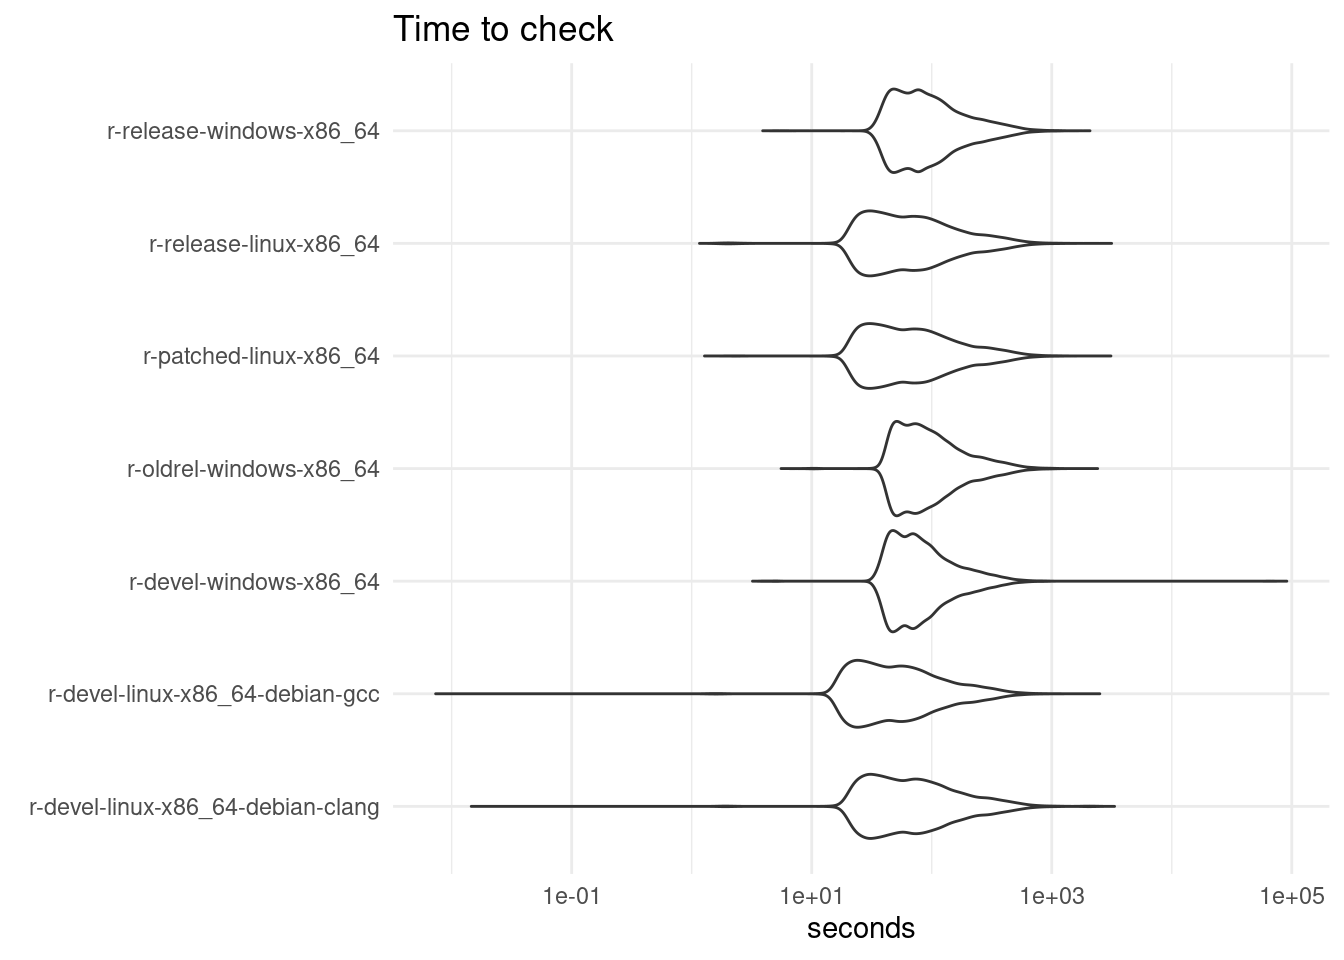 Time to check
r-release-windows-x86_64
r-release-linux-x86_64
r-patched-linux-x86_64
r-oldrel-windows-x86_64
r-devel-windows-x86_64
r-devel-linux-x86_64-debian-gcc
r-devel-linux-x86_64-debian-clang
1e-01 1e+01 1e+03 1e+05
seconds